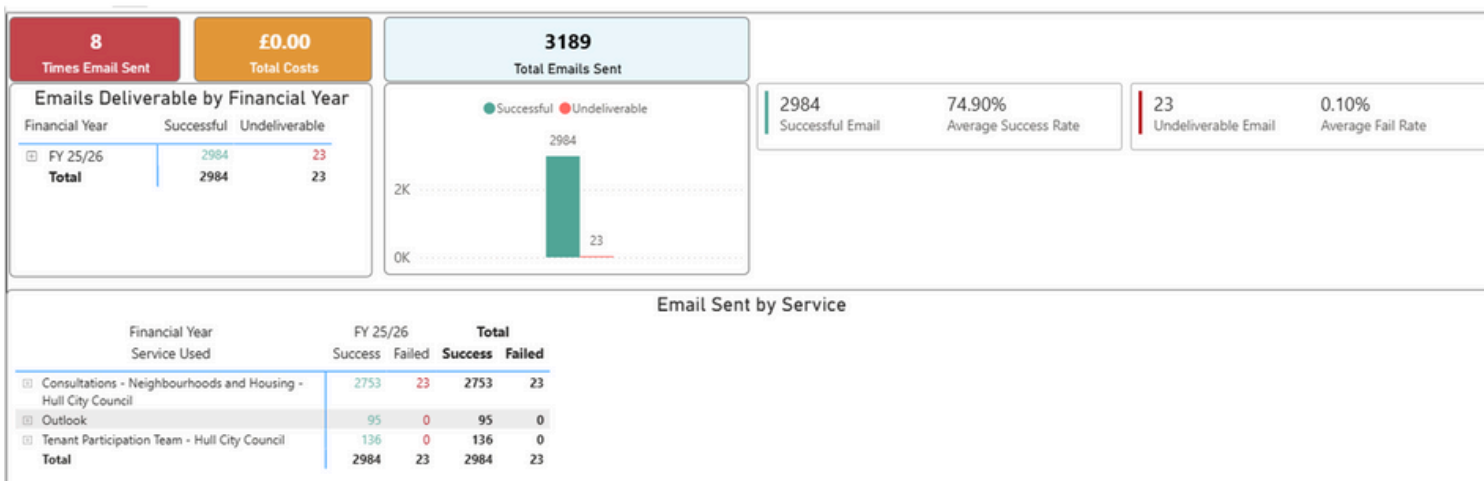 8
Times Email Sent
£0.00
Total Costs
3189
Total Emails Sent
Emails Deliverable by Financial Year
Financial Year Successful Undeliverable
FY 25/26 2984 23
Total 2984 23
Successful Undeliverable
2984
2K
23
0K
2984 74.90%
Successful Email Average Success Rate
23 0.10%
Undeliverable Email Average Fail Rate
Email Sent by Service
Financial Year FY 25/26 Total
Service Used Success Failed Success Failed
Consultations - Neighbourhoods and Housing - 2753 23 2753 23
Hull City Council
Outlook 95 0 95 0
Tenant Participation Team - Hull City Council 136 0 136 0
Total 2984 23 2984 23